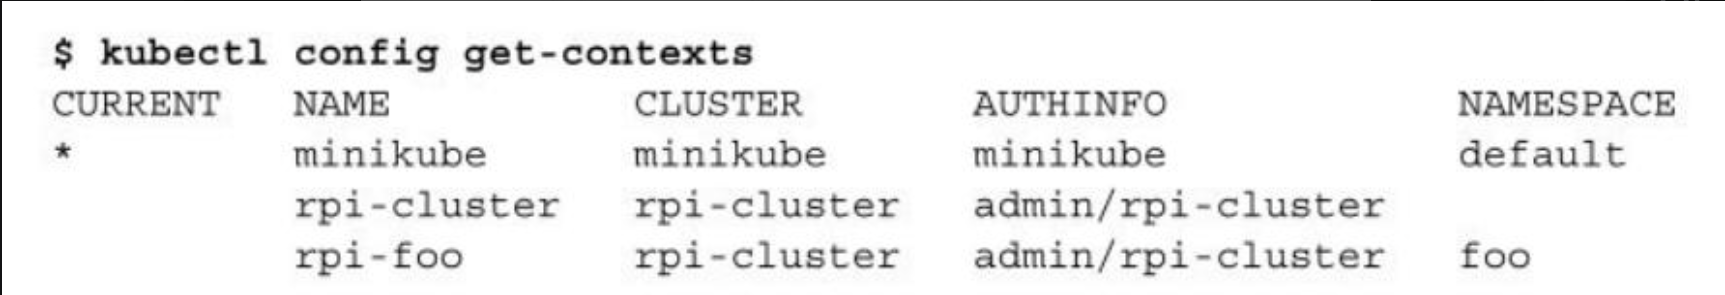 $ kubectl config get-contexts
CURRENT NAME CLUSTER AUTHINFO NAMESPACE
* minikube minikube minikube default
rpi-cluster rpi-cluster admin/rpi-cluster
rpi-foo rpi-cluster admin/rpi-cluster foo